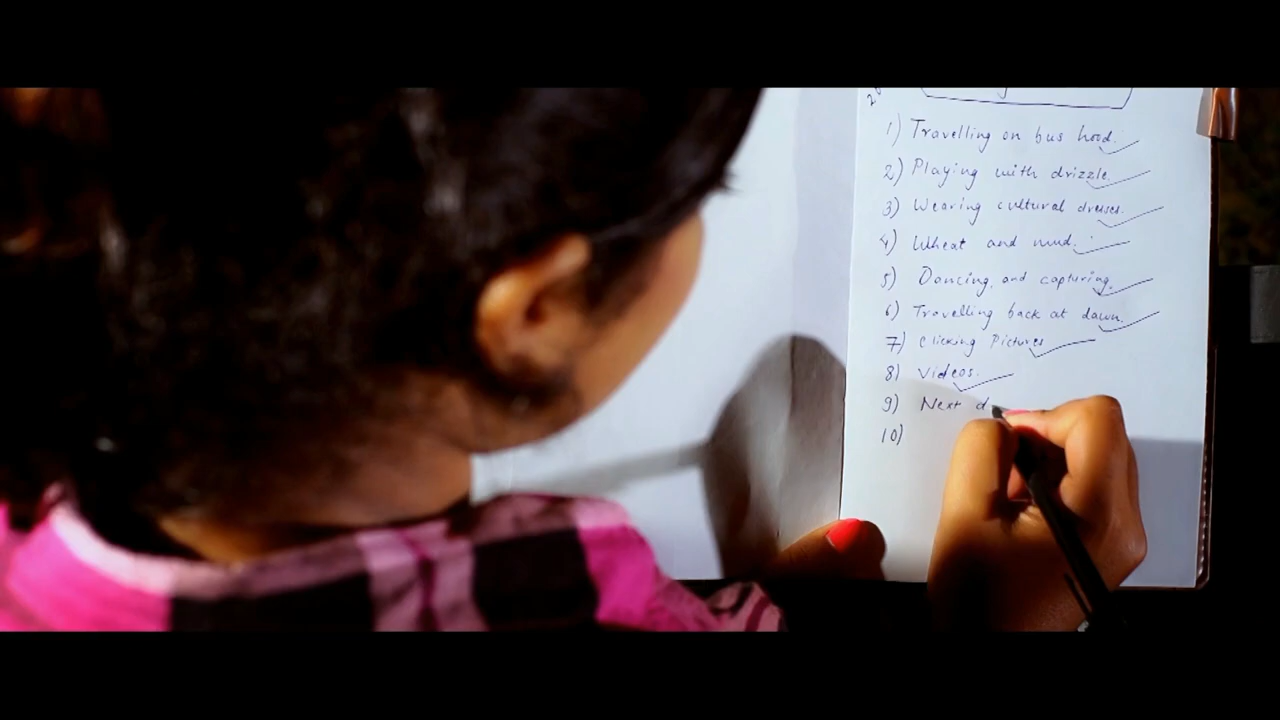 1) Travelling on bus hood.
2) Playing with drizzle.
3) Wearing cultural dresses.
4) Wheat and mud.
5) Dancing and capturing.
6) Travelling back at dawn.
7) Clicking Pictures
8) Videos.
9) Next d
10)